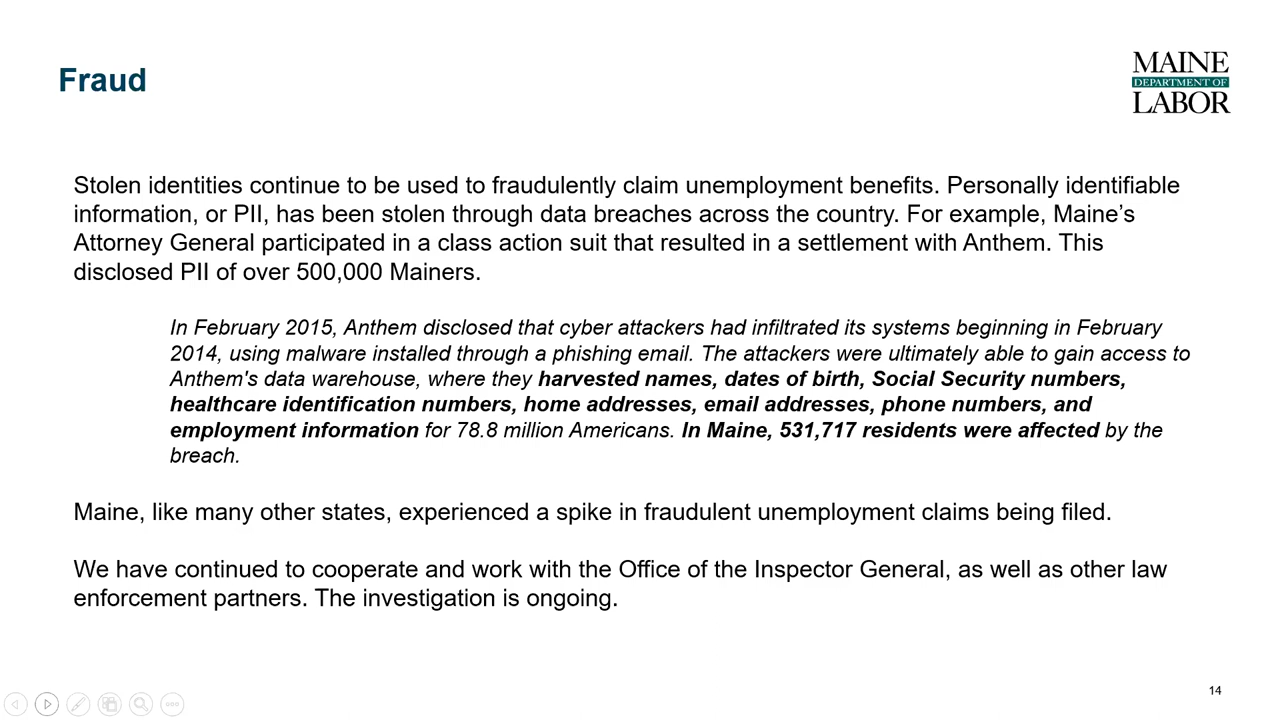 Fraud
MAINE
DEPARTMENT OF
LABOR
Stolen identities continue to be used to fraudulently claim unemployment benefits. Personally identifiable
information, or PII, has been stolen through data breaches across the country. For example, Maine’s
Attorney General participated in a class action suit that resulted in a settlement with Anthem. This
disclosed PII of over 500,000 Mainers.
In February 2015, Anthem disclosed that cyber attackers had infiltrated its systems beginning in February
2014, using malware installed through a phishing email. The attackers were ultimately able to gain access to
Anthem's data warehouse, where they harvested names, dates of birth, Social Security numbers,
healthcare identification numbers, home addresses, email addresses, phone numbers, and
employment information for 78.8 million Americans. In Maine, 531,717 residents were affected by the
breach.
Maine, like many other states, experienced a spike in fraudulent unemployment claims being filed.
We have continued to cooperate and work with the Office of the Inspector General, as well as other law
enforcement partners. The investigation is ongoing.
14